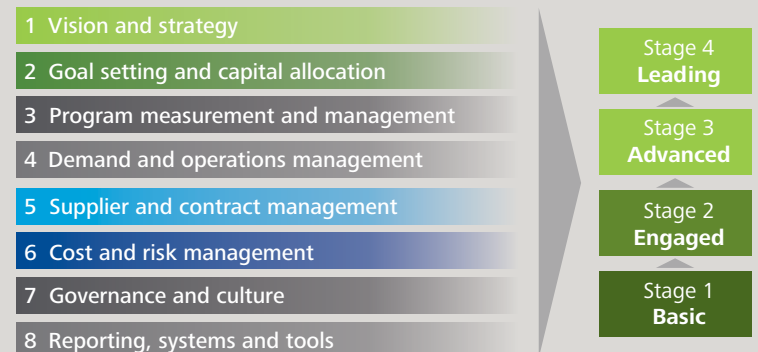 1 Vision and strategy
2 Goal setting and capital allocation
3 Program measurement and management
4 Demand and operations management
5 Supplier and contract management
6 Cost and risk management
7 Governance and culture
8 Reporting, systems and tools
Stage 4
Leading
Stage 3
Advanced
Stage 2
Engaged
Stage 1
Basic